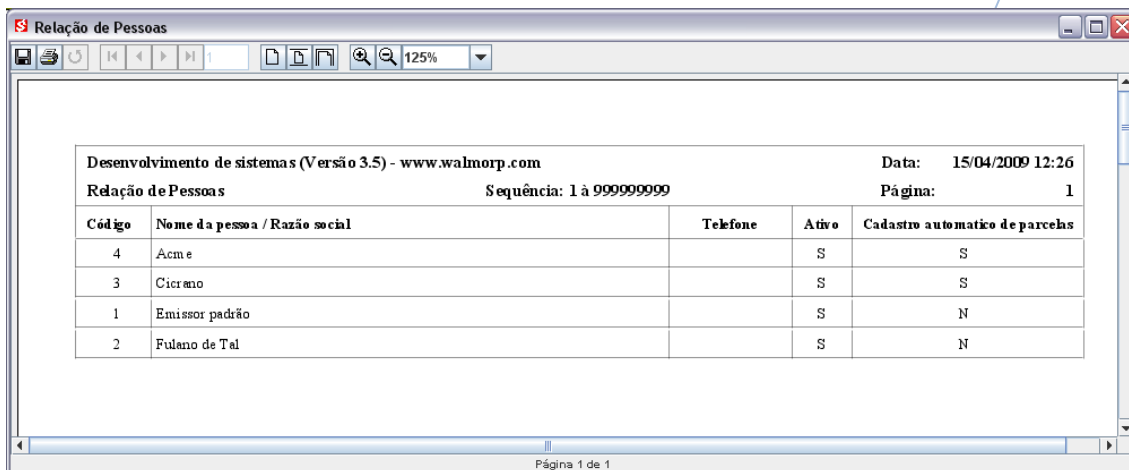 Relação de Pessoas
1 125%
Desenvolvimento de sistemas (Versão 3.5) - www.walmorp.com Data: 15/04/2009 12:26
Relação de Pessoas Sequência: 1 à 999999999 Página: 1
Código Nome da pessoa / Razão social Telefone Ativo Cadastro automatico de parcelas
4 Acme S S
3 Cicrano S S
1 Emissor padrão S N
2 Fulano de Tal S N
Página 1 de 1